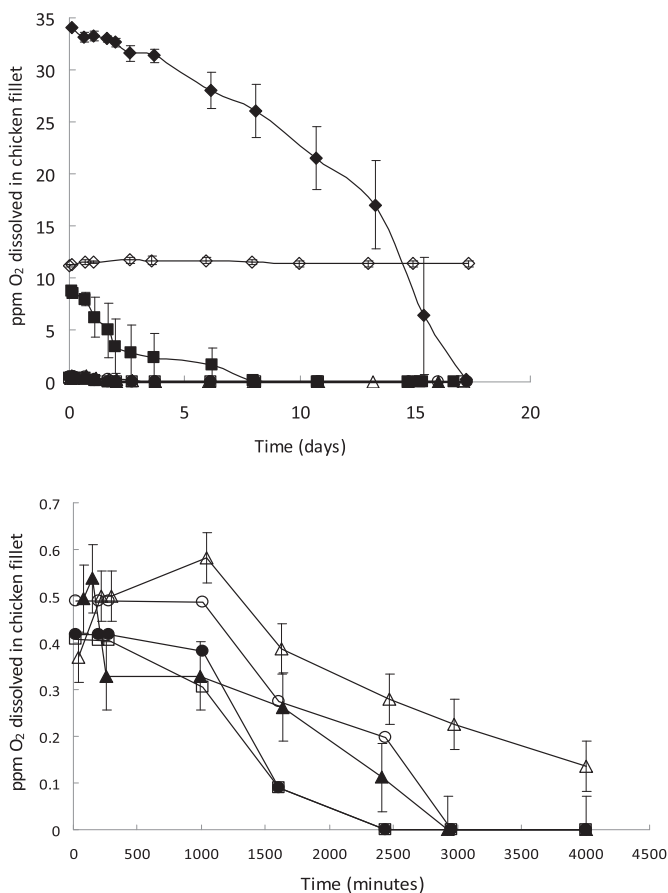 ppm O₂ dissolved in chicken fillet
35
30
25
20
15
10
5
0
0 5 10 15 20
Time (days)
ppm O₂ dissolved in chicken fillet
0.7
0.6
0.5
0.4
0.3
0.2
0.1
0
0 500 1000 1500 2000 2500 3000 3500 4000 4500
Time (minutes)